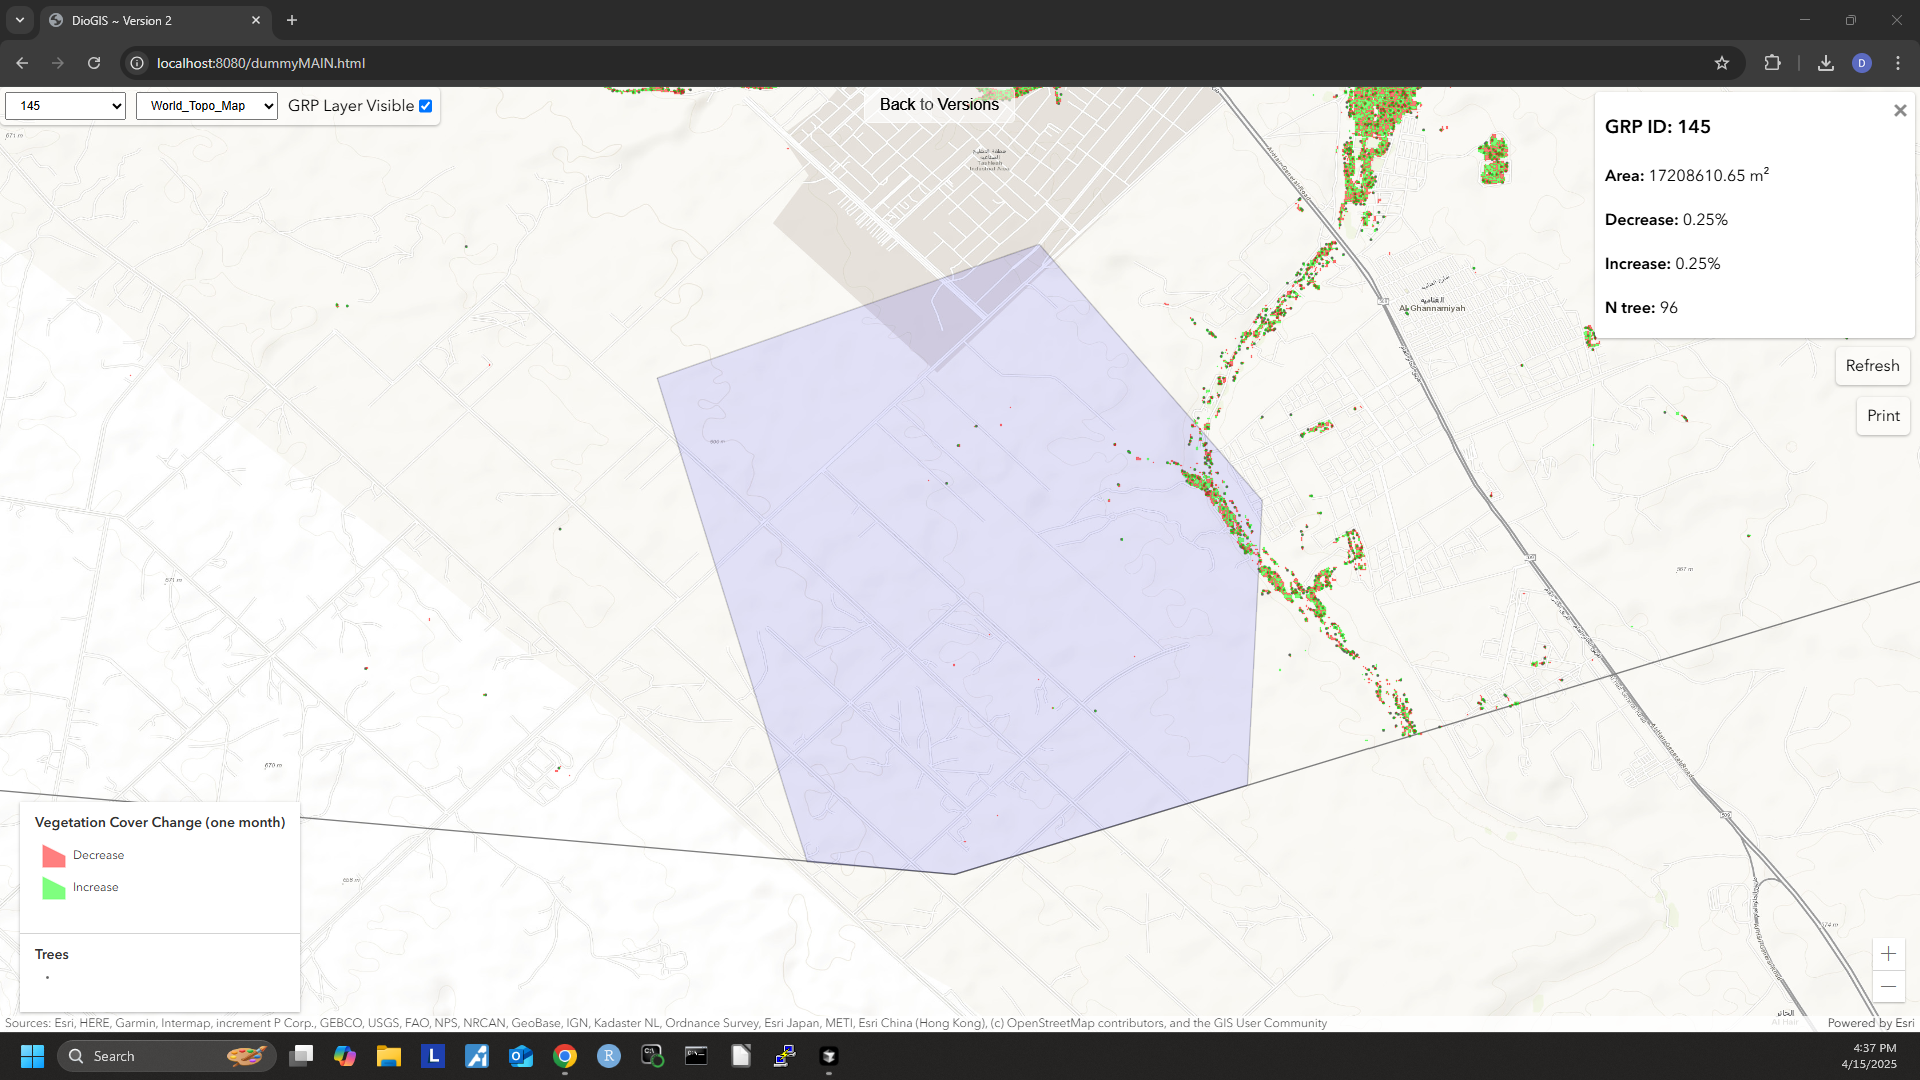 DioGIS ~ Version 2
localhost:8080/dummyMAIN.html
D
145
World_Topo_Map
GRP Layer Visible
Back to Versions
GRP ID: 145
Area: 17208610.65 m²
Decrease: 0.25%
Increase: 0.25%
N tree: 96
Refresh
Print
671 m
Al Ghannamiyah
671 m
670 m
Vegetation Cover Change (one month)
Decrease
Increase
Trees
Sources: Esri, HERE, Garmin, Intermap, increment P Corp., GEBCO, USGS, FAO, NPS, NRCAN, GeoBase, IGN, Kadaster NL, Ordnance Survey, Esri Japan, METI, Esri China (Hong Kong), (c) OpenStreetMap contributors, and the GIS User Community
Powered by Esri
Search
L
R
4:37 PM
4/15/2025